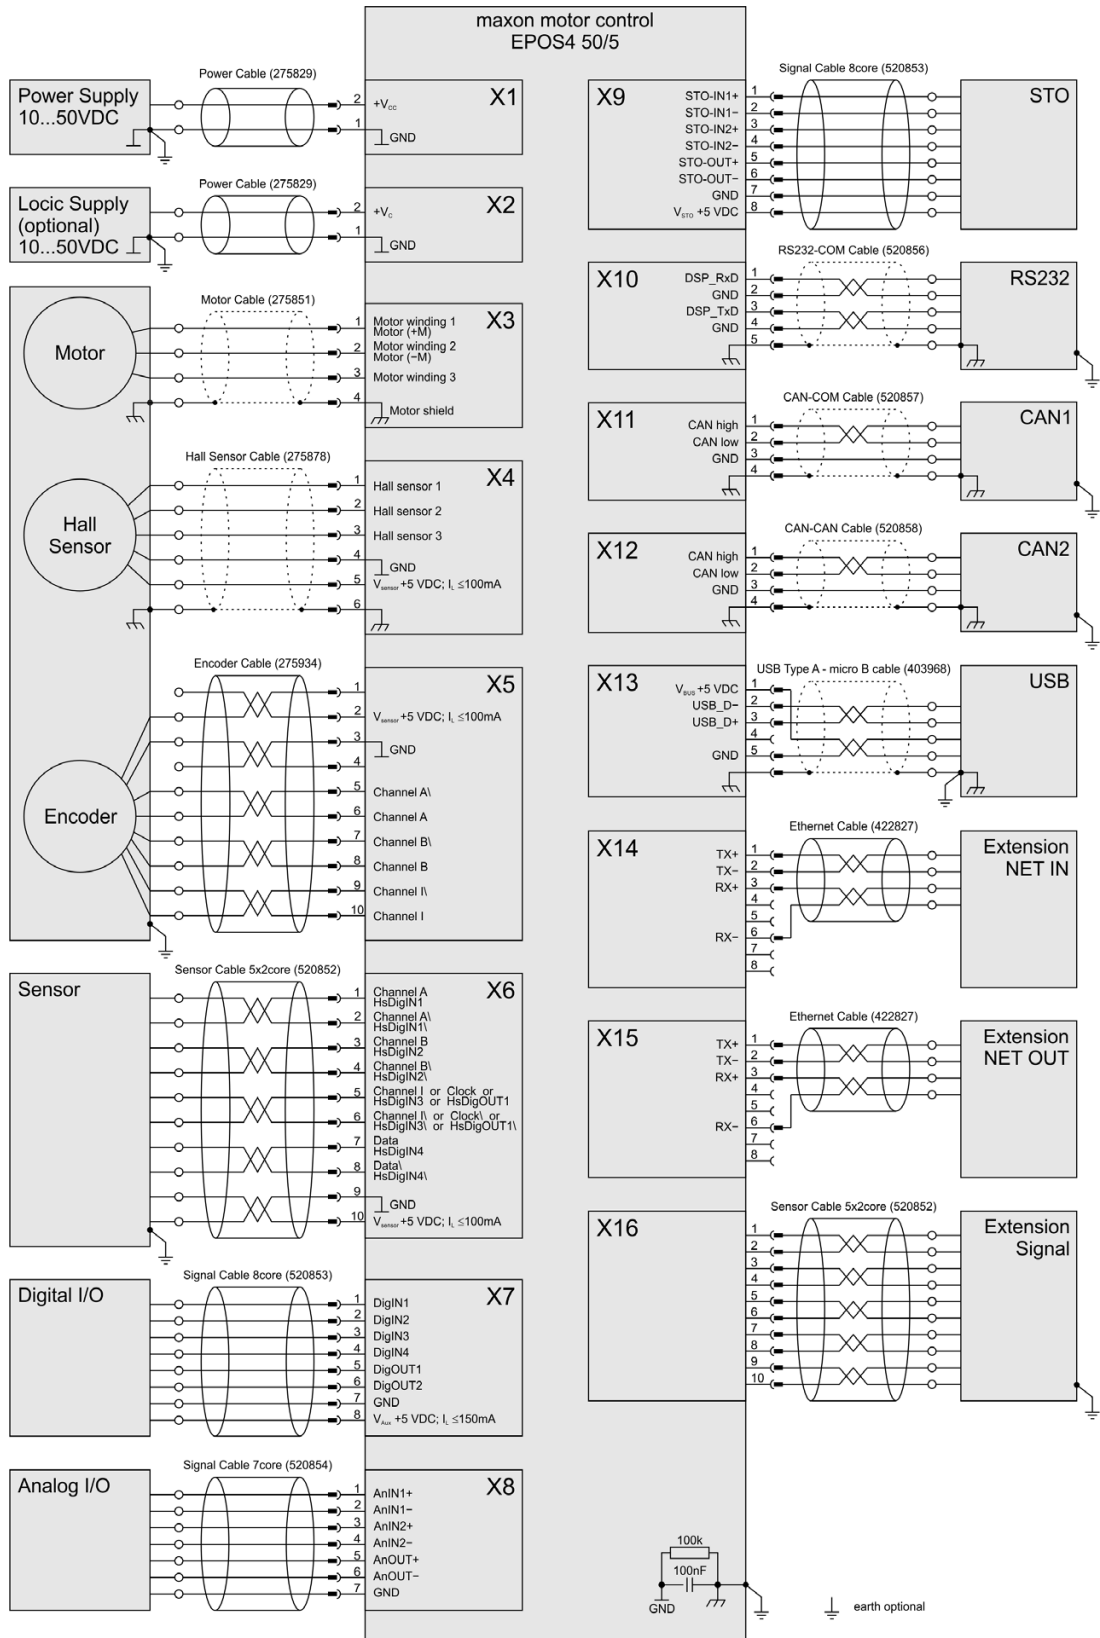 maxon motor control
EPOS4 50/5
Power Cable (275829)
Power Supply
10...50VDC
2
1
+Vcc
GND
X1
Power Cable (275829)
Locic Supply
(optional)
10...50VDC
2
1
+Vc
GND
X2
Motor Cable (275851)
Motor
1
2
3
4
Motor winding 1
Motor (+M)
Motor winding 2
Motor (−M)
Motor winding 3
Motor shield
X3
Hall Sensor Cable (275878)
Hall
Sensor
1
2
3
4
5
6
Hall sensor 1
Hall sensor 2
Hall sensor 3
GND
Vsensor +5 VDC; IL ≤100mA
X4
Encoder Cable (275934)
Encoder
1
2
3
4
5
6
7
8
9
10
Vsensor +5 VDC; IL ≤100mA
GND
Channel A\
Channel A
Channel B\
Channel B
Channel I\
Channel I
X5
Sensor Cable 5x2core (520852)
Sensor
1
2
3
4
5
6
7
8
9
10
Channel A
HsDigIN1
Channel A\
HsDigIN1\
Channel B
HsDigIN2
Channel B\
HsDigIN2\
Channel I or Clock or
HsDigIN3 or HsDigOUT1
Channel I\ or Clock\ or
HsDigIN3\ or HsDigOUT1\
Data
HsDigIN4
Data\
HsDigIN4\
GND
Vsensor +5 VDC; IL ≤100mA
X6
Signal Cable 8core (520853)
Digital I/O
1
2
3
4
5
6
7
8
DigIN1
DigIN2
DigIN3
DigIN4
DigOUT1
DigOUT2
GND
VAux +5 VDC; IL ≤150mA
X7
Signal Cable 7core (520854)
Analog I/O
1
2
3
4
5
6
7
AnIN1+
AnIN1−
AnIN2+
AnIN2−
AnOUT+
AnOUT−
GND
X8
Signal Cable 8core (520853)
X9
STO-IN1+
STO-IN1−
STO-IN2+
STO-IN2−
STO-OUT+
STO-OUT−
GND
VSTO +5 VDC
1
2
3
4
5
6
7
8
STO
RS232-COM Cable (520856)
X10
DSP_RxD
GND
DSP_TxD
GND
1
2
3
4
5
RS232
CAN-COM Cable (520857)
X11
CAN high
CAN low
GND
1
2
3
4
CAN1
CAN-CAN Cable (520858)
X12
CAN high
CAN low
GND
1
2
3
4
CAN2
USB Type A - micro B cable (403968)
X13
VBUS +5 VDC
USB_D−
USB_D+
GND
1
2
3
4
5
USB
Ethernet Cable (422827)
X14
TX+
TX−
RX+
RX−
1
2
3
4
5
6
7
8
Extension
NET IN
Ethernet Cable (422827)
X15
TX+
TX−
RX+
RX−
1
2
3
4
5
6
7
8
Extension
NET OUT
Sensor Cable 5x2core (520852)
X16
1
2
3
4
5
6
7
8
9
10
Extension
Signal
100k
100nF
GND
earth optional